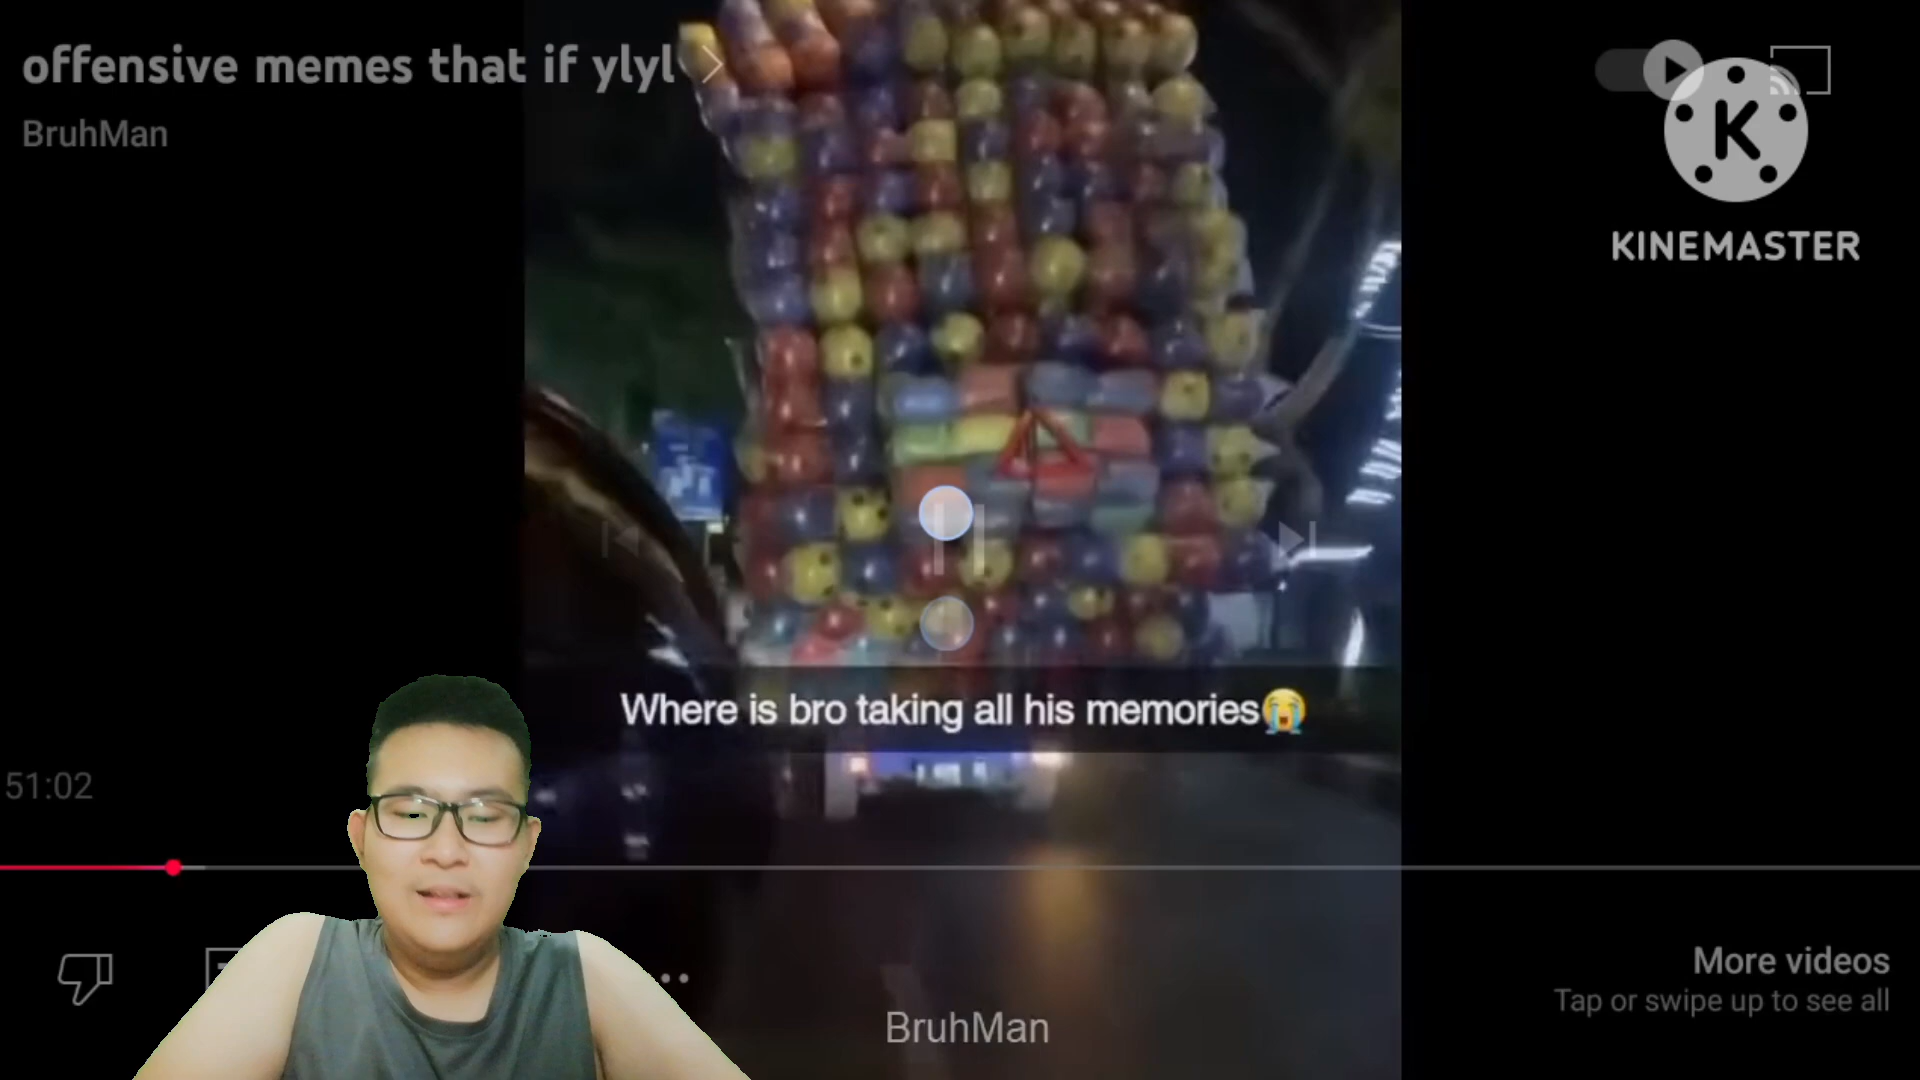 offensive memes that if ylyl
BruhMan
K
KINEMASTER
Where is bro taking all his memories😭
51:02
More videos
Tap or swipe up to see all
BruhMan